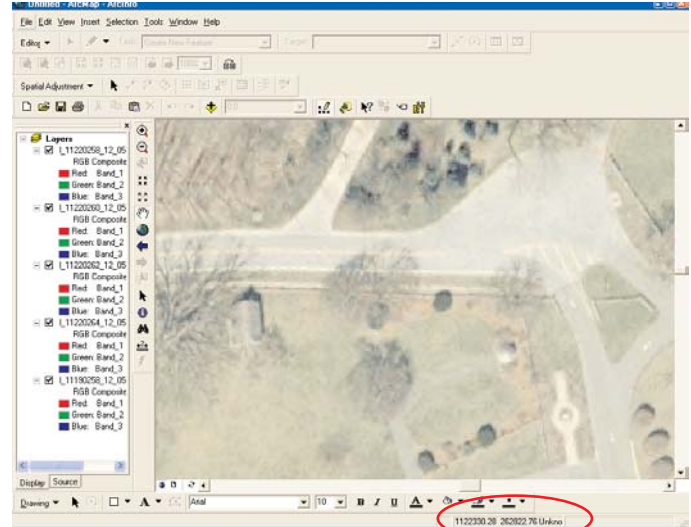 Untitled - ArcMap - ArcInfo
File Edit View Insert Selection Tools Window Help
Editor Task: Create New Feature Target:
Spatial Adjustment
Layers
I_11220258_12_05
RGB Composite
Red: Band_1
Green: Band_2
Blue: Band_3
I_11220260_12_05
RGB Composite
Red: Band_1
Green: Band_2
Blue: Band_3
I_11220262_12_05
RGB Composite
Red: Band_1
Green: Band_2
Blue: Band_3
I_11220264_12_05
RGB Composite
Red: Band_1
Green: Band_2
Blue: Band_3
I_11190258_12_05
RGB Composite
Red: Band_1
Green: Band_2
Blue: Band_3
Display Source
Drawing A Arial 10 B I U A
1122330.28 262822.76 Unkno